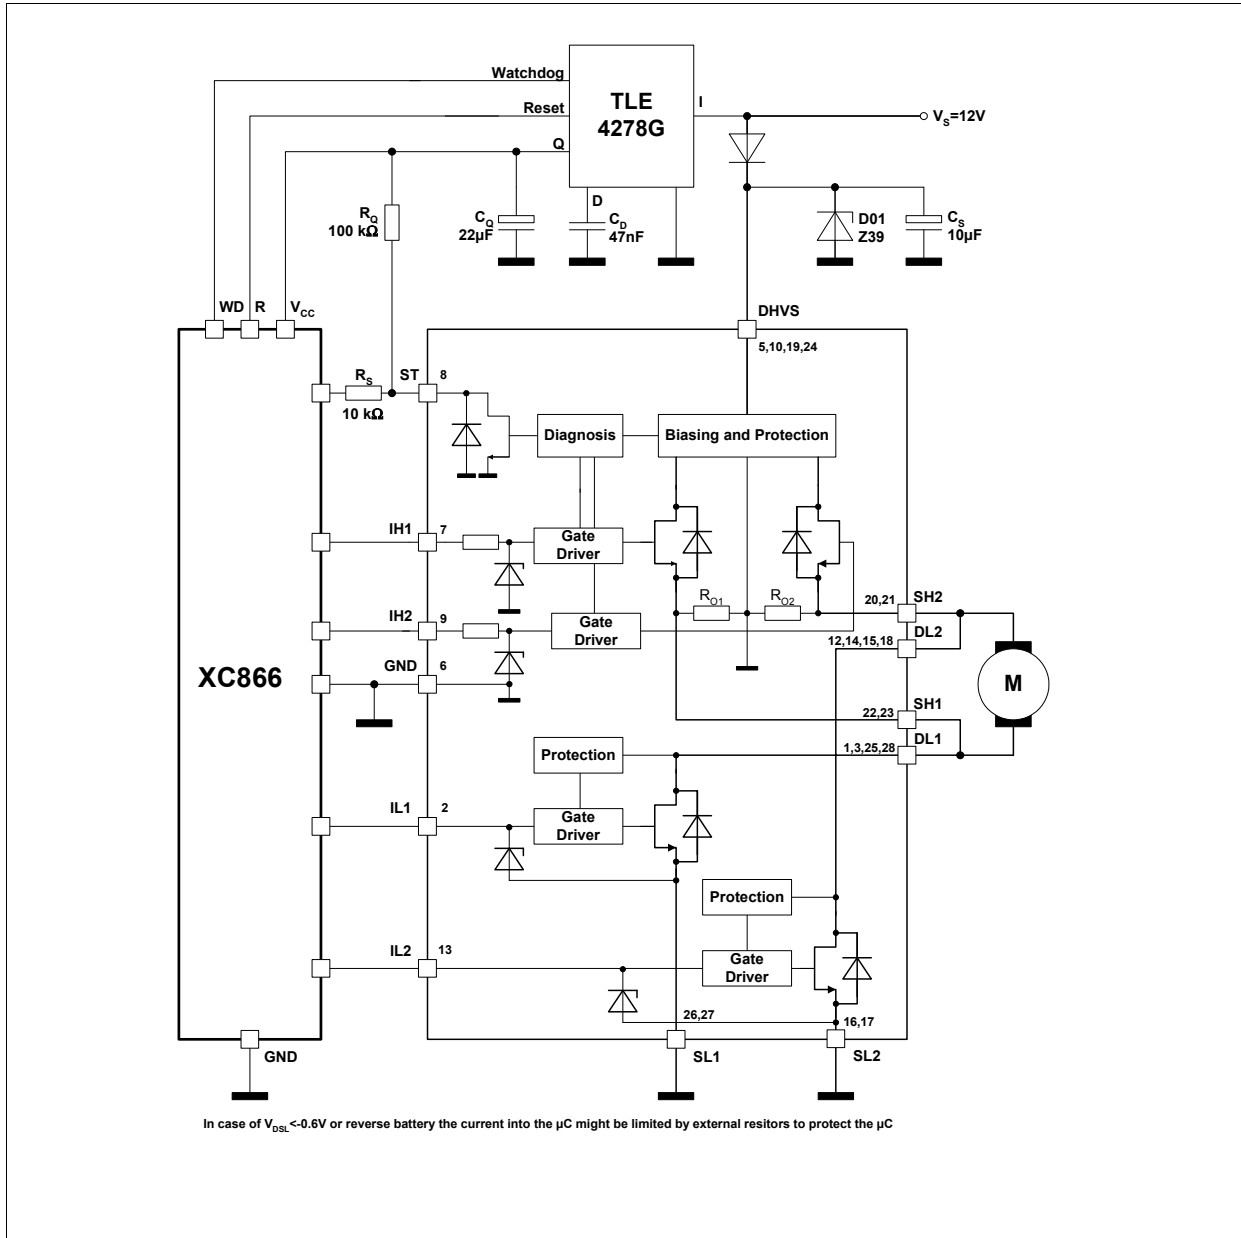 Watchdog
Reset
Q
TLE
4278G
I
V_S=12V
D
R_Q
100 kΩ
C_Q
22µF
C_D
47nF
D01
Z39
C_S
10µF
WD
R
V_CC
DHVS
5,10,19,24
R_S
10 kΩ
ST
8
Diagnosis
Biasing and Protection
IH1
7
Gate
Driver
R_O1
R_O2
20,21
SH2
IH2
9
Gate
Driver
12,14,15,18
DL2
GND
6
XC866
M
22,23
SH1
Protection
1,3,25,28
DL1
IL1
2
Gate
Driver
Protection
IL2
13
Gate
Driver
26,27
16,17
GND
SL1
SL2
In case of V_DSL<-0.6V or reverse battery the current into the µC might be limited by external resitors to protect the µC